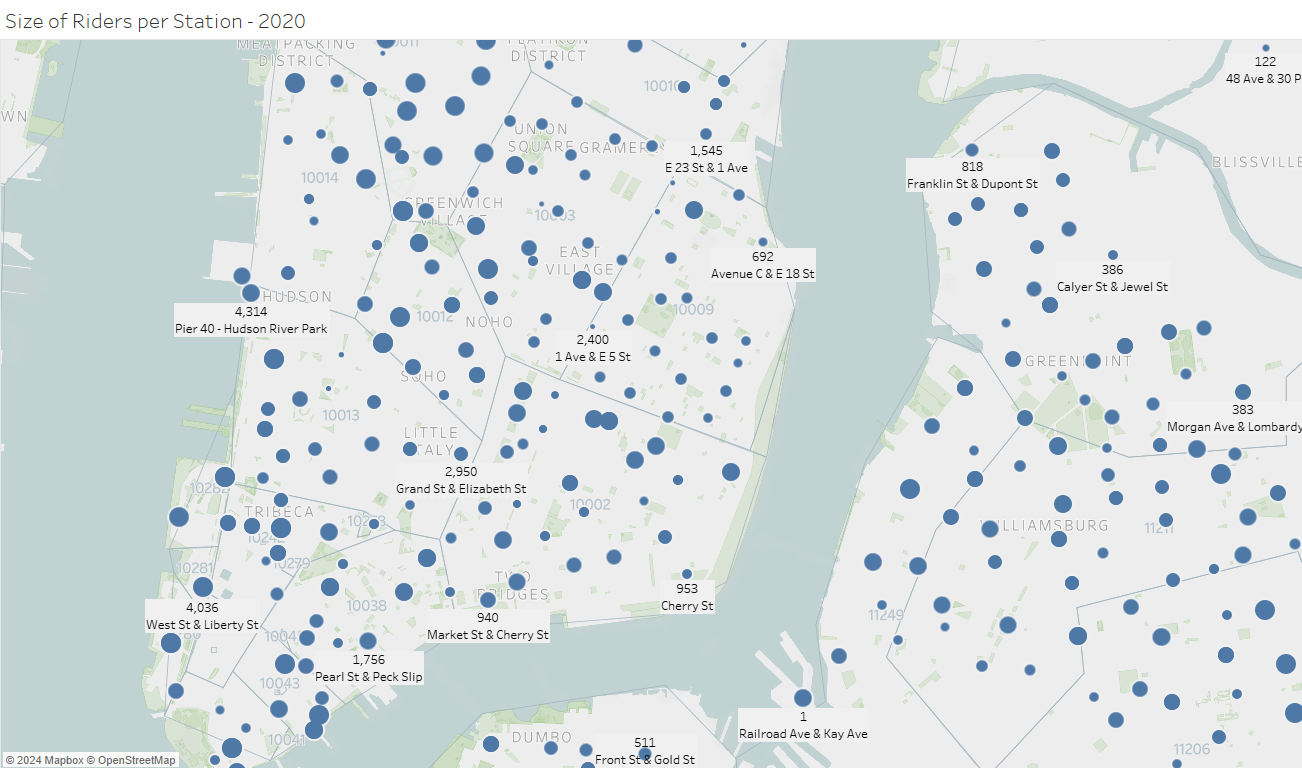 Size of Riders per Station - 2020
MEATPACKING
DISTRICT
10011
FLATIRON
DISTRICT
122
48 Ave & 30 P
10010
WN
UNION
SQUARE
GRAMER
1,545
E 23 St & 1 Ave
818
Franklin St & Dupont St
BLISSVILLE
10014
GREENWICH
VILLAGE
10003
EAST
VILLAGE
692
Avenue C & E 18 St
386
Calyer St & Jewel St
HUDSON
4,314
Pier 40 - Hudson River Park
10012
NOHO
10009
2,400
1 Ave & E 5 St
GREENPOINT
SOHO
10013
383
Morgan Ave & Lombardy
LITTLE
ITALY
2,950
Grand St & Elizabeth St
10282
10002
TRIBECA
WILLIAMSBURG
11211
10281
10279
TWO
BRIDGES
953
Cherry St
4,036
West St & Liberty St
10038
940
Market St & Cherry St
11249
1,756
Pearl St & Peck Slip
10043
1
Railroad Ave & Kay Ave
10041
DUMBO
511
Front St & Gold St
11206
© 2024 Mapbox © OpenStreetMap